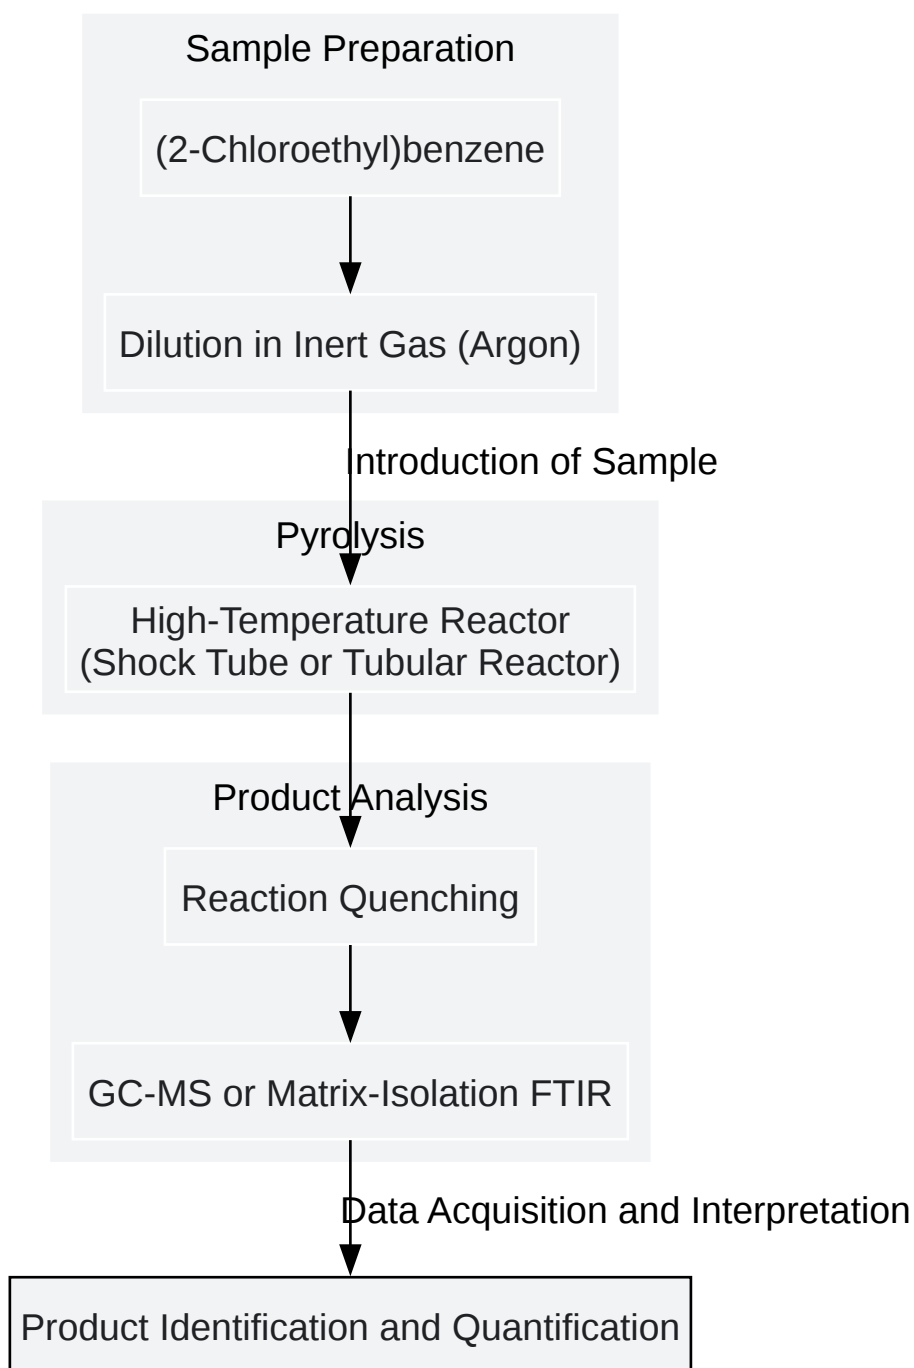 Sample Preparation
(2-Chloroethyl)benzene
Dilution in Inert Gas (Argon)
Introduction of Sample
Pyrolysis
High-Temperature Reactor
(Shock Tube or Tubular Reactor)
Product Analysis
Reaction Quenching
GC-MS or Matrix-Isolation FTIR
Data Acquisition and Interpretation
Product Identification and Quantification